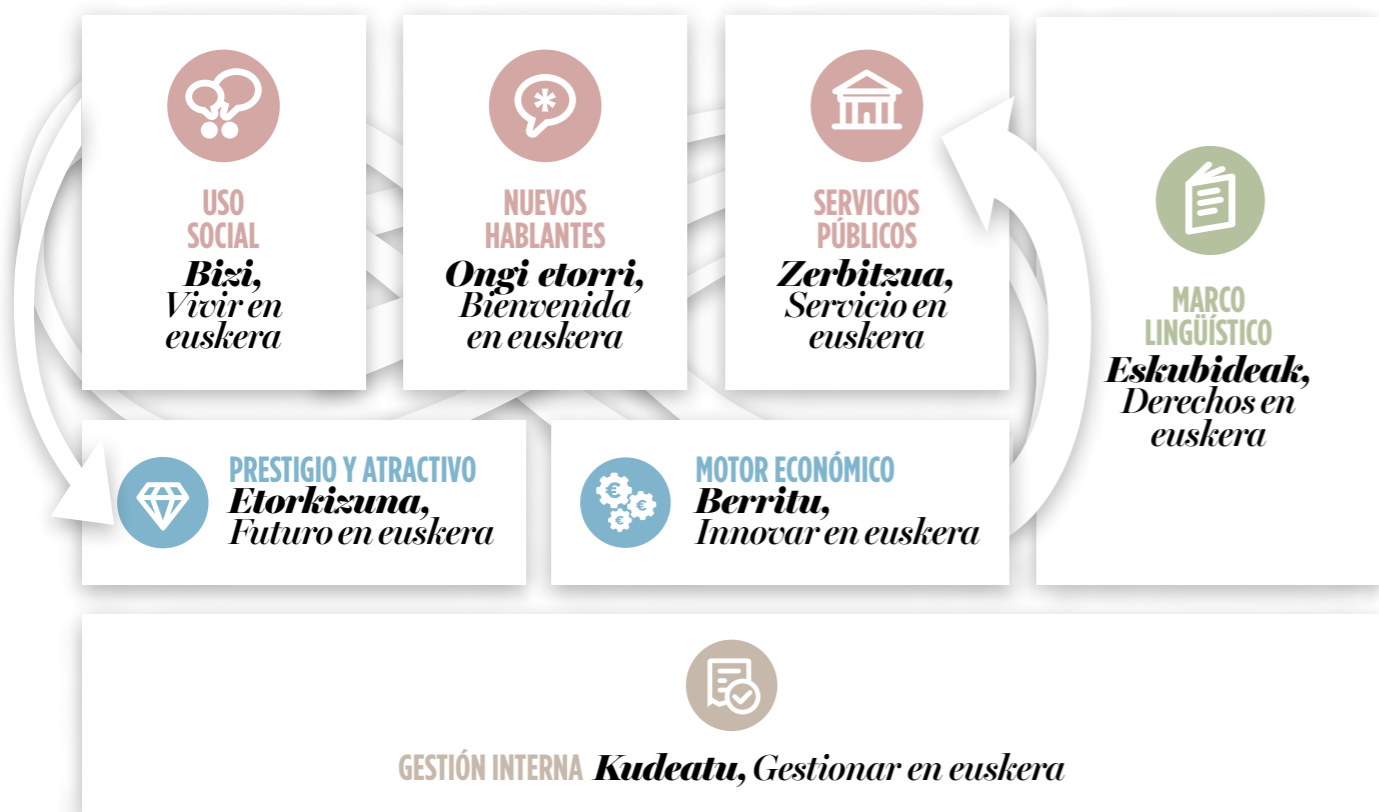 USO
SOCIAL
Bizi,
Vivir en
euskera
NUEVOS
HABLANTES
Ongi etorri,
Bienvenida
en euskera
SERVICIOS
PÚBLICOS
Zerbitzua,
Servicio en
euskera
MARCO
LINGÜÍSTICO
Eskubideak,
Derechos en
euskera
PRESTIGIO Y ATRACTIVO
Etorkizuna,
Futuro en euskera
MOTOR ECONÓMICO
Berritu,
Innovar en euskera
GESTIÓN INTERNA Kudeatu, Gestionar en euskera